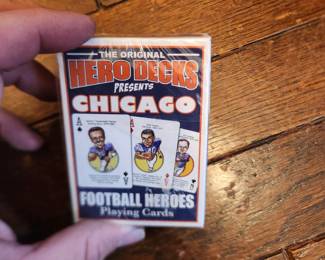 THE ORIGINAL
HERO DECKS
PRESENTS
CHICAGO
A
A
FOOTBALL HEROES
Playing Cards